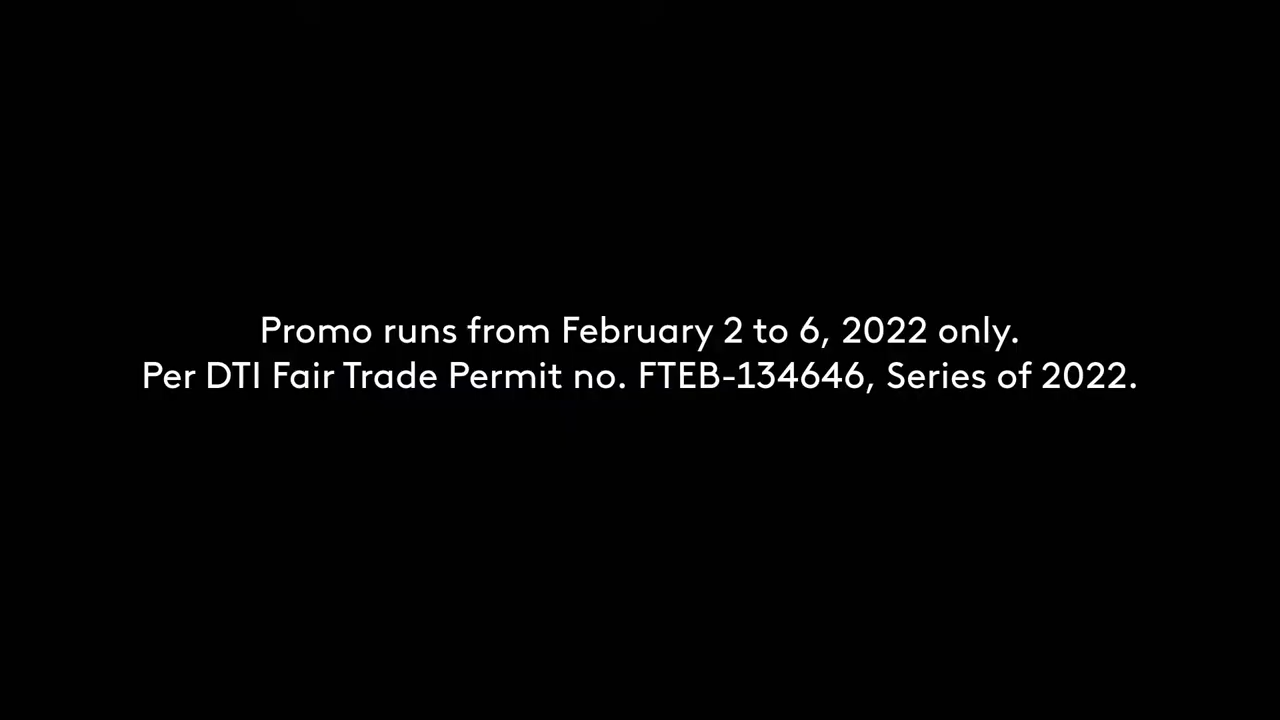 Promo runs from February 2 to 6, 2022 only.
Per DTI Fair Trade Permit no. FTEB-134646, Series of 2022.